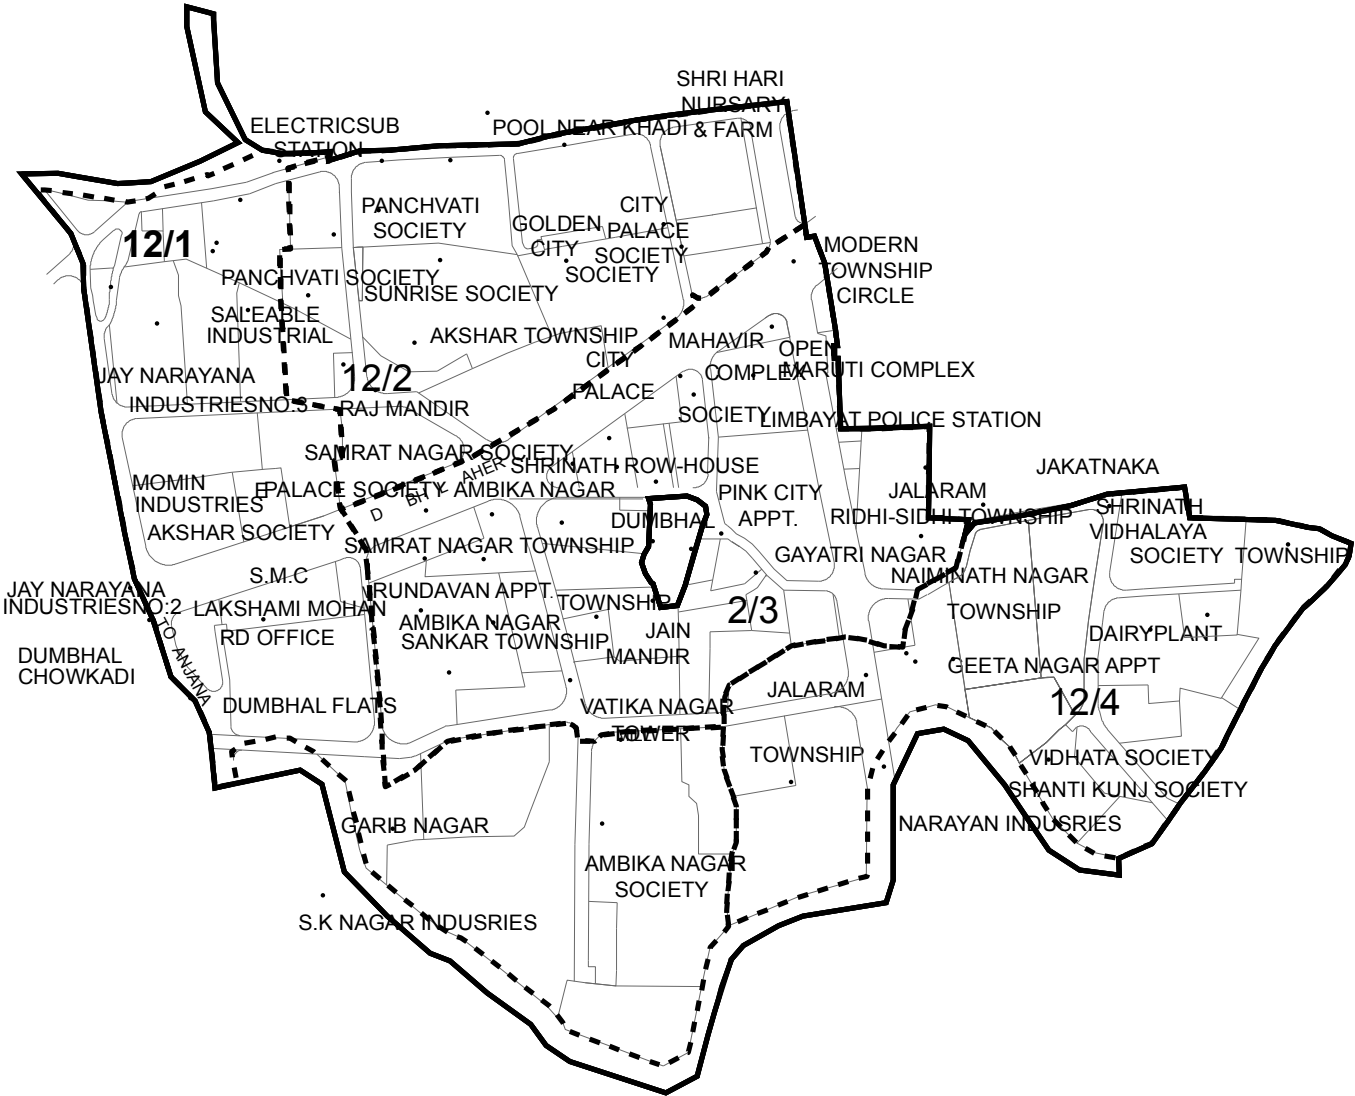 SHRI HARI
NURSARY
& FARM
ELECTRICSUB
STATION
POOL NEAR KHADI
PANCHVATI
SOCIETY
GOLDEN
CITY
CITY
PALACE
SOCIETY
SOCIETY
12/1
MODERN
TOWNSHIP
CIRCLE
PANCHVATI SOCIETY
SUNRISE SOCIETY
SALEABLE
INDUSTRIAL
AKSHAR TOWNSHIP
MAHAVIR
OPEN
CITY
COMPLEX
MARUTI COMPLEX
JAY NARAYANA
INDUSTRIESNO:3
12/2
PALACE
RAJ MANDIR
SOCIETY
LIMBAYAT POLICE STATION
SAMRAT NAGAR SOCIETY
SHRINATH ROW-HOUSE
JAKATNAKA
MOMIN
INDUSTRIES
PALACE SOCIETY
AMBIKA NAGAR
PINK CITY
APPT.
JALARAM
RIDHI-SIDHI TOWNSHIP
SHRINATH
VIDHALAYA
SOCIETY
TOWNSHIP
AKSHAR SOCIETY
DUMBHAL
SAMRAT NAGAR TOWNSHIP
GAYATRI NAGAR
NAIMINATH NAGAR
S.M.C
JAY NARAYANA
INDUSTRIESNO:2
LAKSHAMI MOHAN
RD OFFICE
VRUNDAVAN APPT.
TOWNSHIP
2/3
TOWNSHIP
AMBIKA NAGAR
SANKAR TOWNSHIP
JAIN
MANDIR
DAIRYPLANT
TO ANJANA
DUMBHAL
CHOWKADI
GEETA NAGAR APPT
JALARAM
12/4
DUMBHAL FLATS
VATIKA NAGAR
TOWER
TOWNSHIP
VIDHATA SOCIETY
SHANTI KUNJ SOCIETY
GARIB NAGAR
NARAYAN INDUSRIES
AMBIKA NAGAR
SOCIETY
S.K NAGAR INDUSRIES